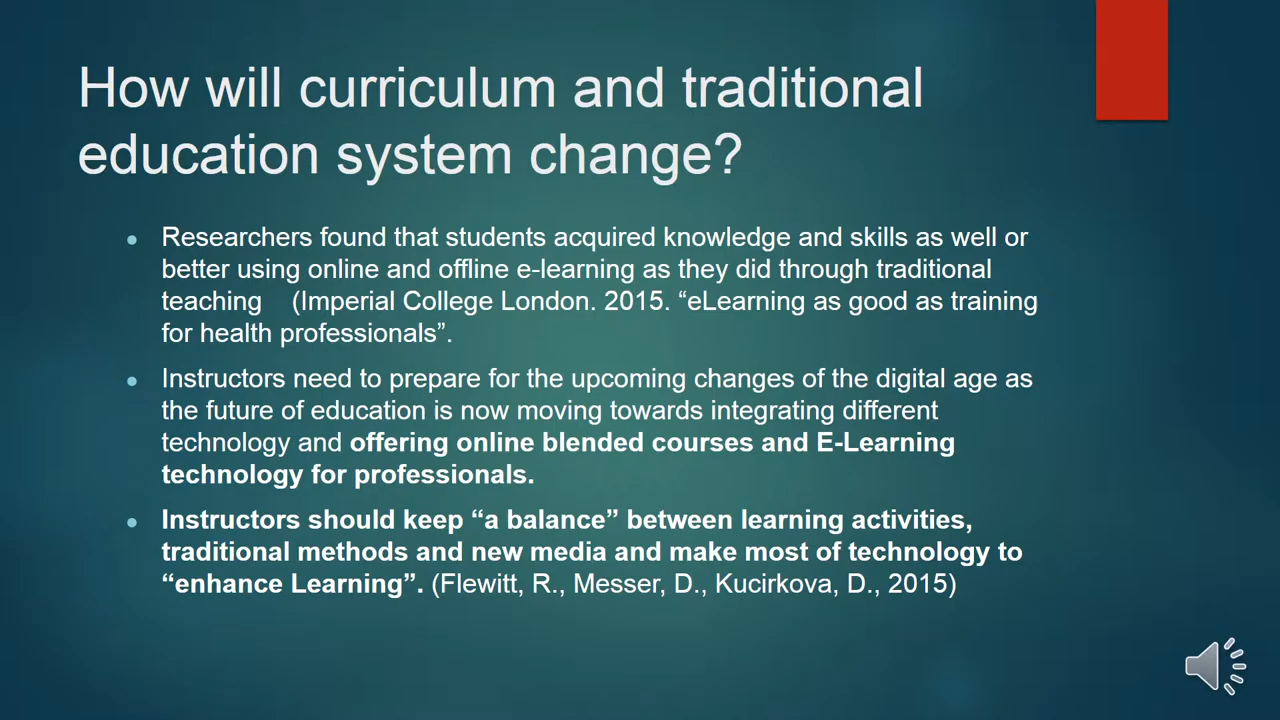 How will curriculum and traditional
education system change?
• Researchers found that students acquired knowledge and skills as well or
better using online and offline e-learning as they did through traditional
teaching (Imperial College London. 2015. “eLearning as good as training
for health professionals”.
• Instructors need to prepare for the upcoming changes of the digital age as
the future of education is now moving towards integrating different
technology and offering online blended courses and E-Learning
technology for professionals.
• Instructors should keep “a balance” between learning activities,
traditional methods and new media and make most of technology to
“enhance Learning”. (Flewitt, R., Messer, D., Kucirkova, D., 2015)